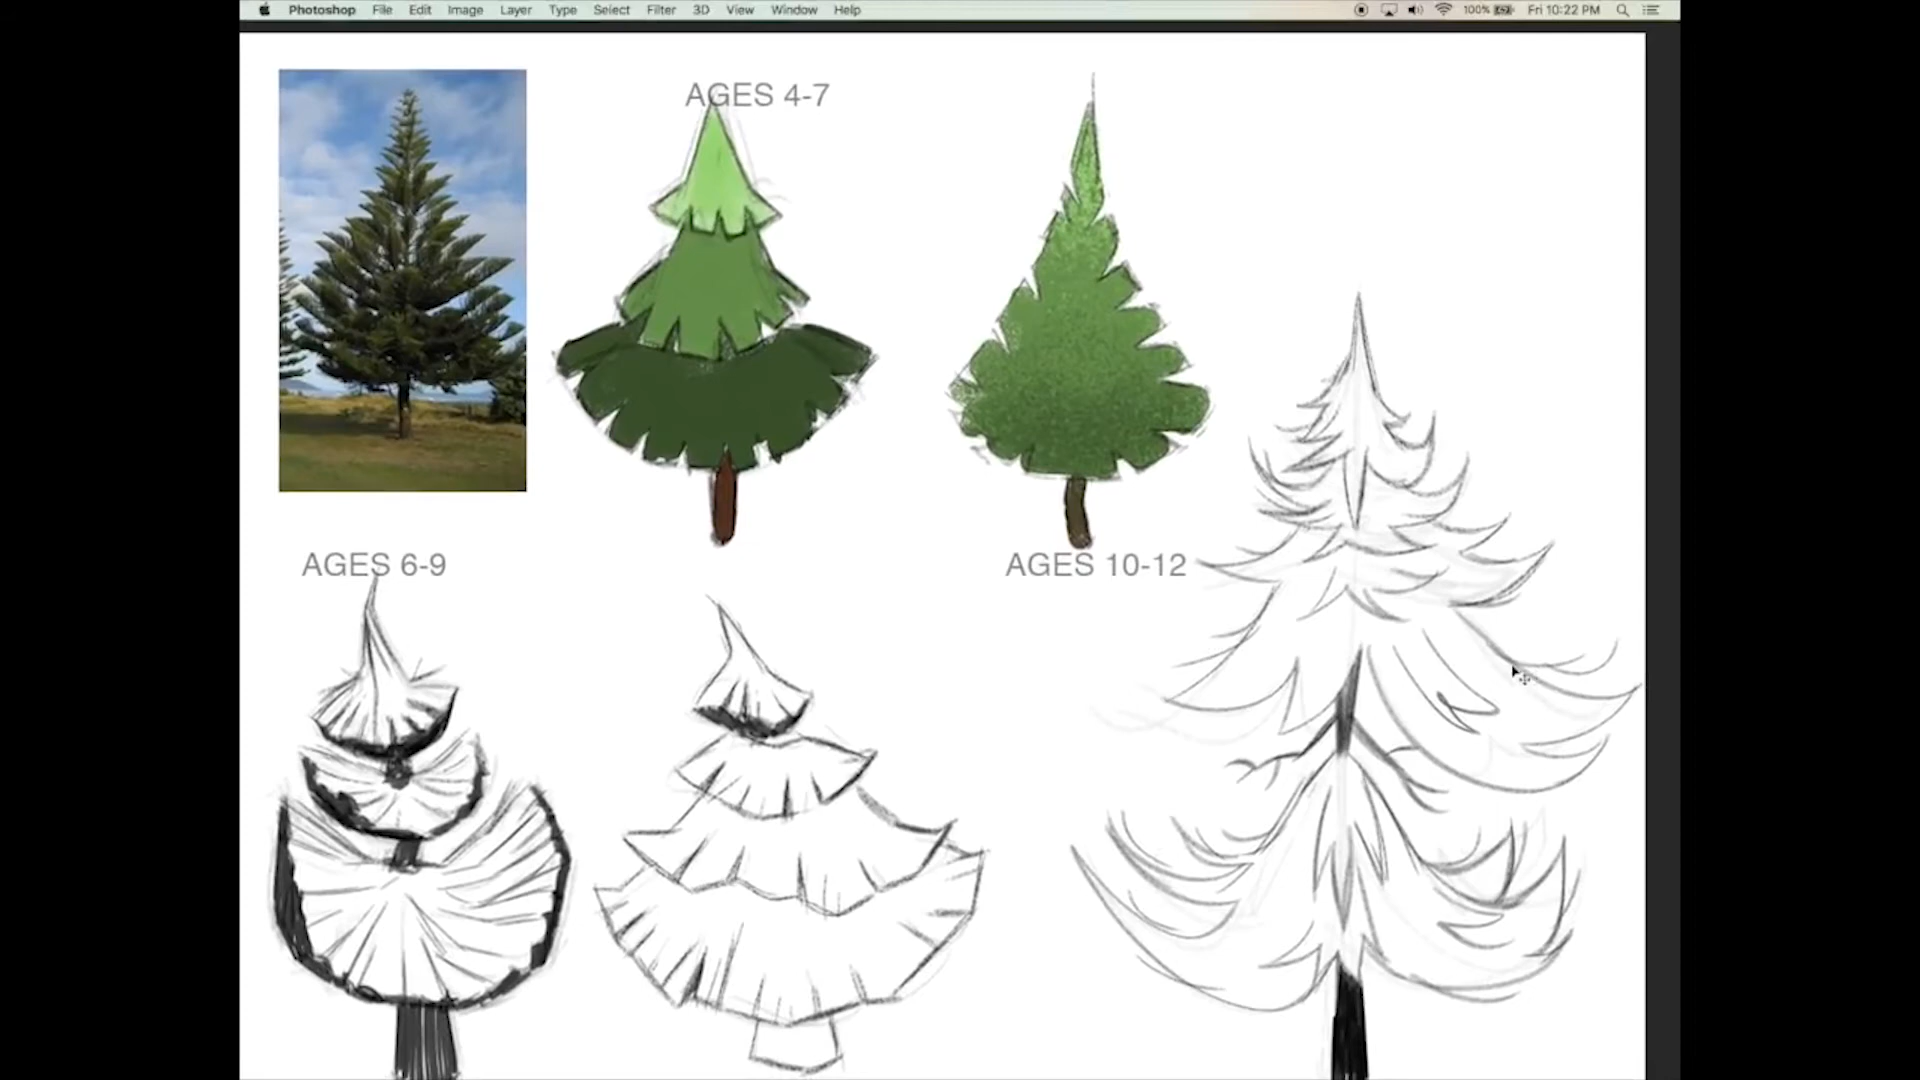 Photoshop File Edit Image Layer Type Select Filter 3D View Window Help 100% Fri 10:22 PM
AGES 4-7
AGES 6-9
AGES 10-12